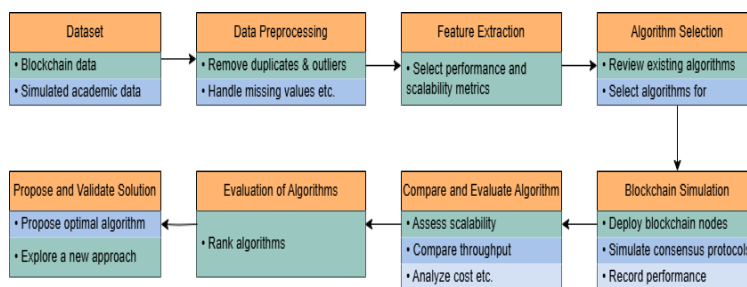 Dataset
• Blockchain data
• Simulated academic data
Data Preprocessing
• Remove duplicates & outliers
• Handle missing values etc.
Feature Extraction
• Select performance and
scalability metrics
Algorithm Selection
• Review existing algorithms
• Select algorithms for
Blockchain Simulation
• Deploy blockchain nodes
• Simulate consensus protocols
• Record performance
Compare and Evaluate Algorithm
• Assess scalability
• Compare throughput
• Analyze cost etc.
Evaluation of Algorithms
• Rank algorithms
Propose and Validate Solution
• Propose optimal algorithm
• Explore a new approach